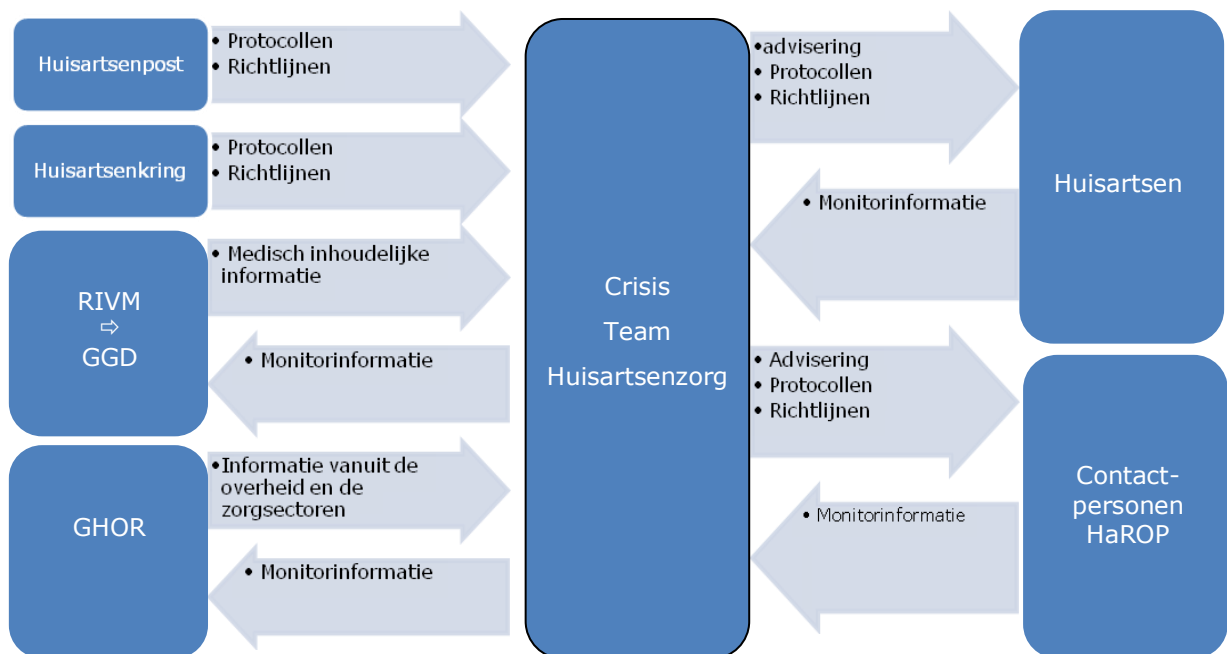 Huisartsenpost
• Protocollen
• Richtlijnen
Huisartsenkring
• Protocollen
• Richtlijnen
RIVM
⇨
GGD
• Medisch inhoudelijke
informatie
• Monitorinformatie
GHOR
• Informatie vanuit de
overheid en de
zorgsectoren
• Monitorinformatie
Crisis
Team
Huisartsenzorg
• advisering
• Protocollen
• Richtlijnen
• Monitorinformatie
Huisartsen
• Advisering
• Protocollen
• Richtlijnen
• Monitorinformatie
Contact-
personen
HaROP